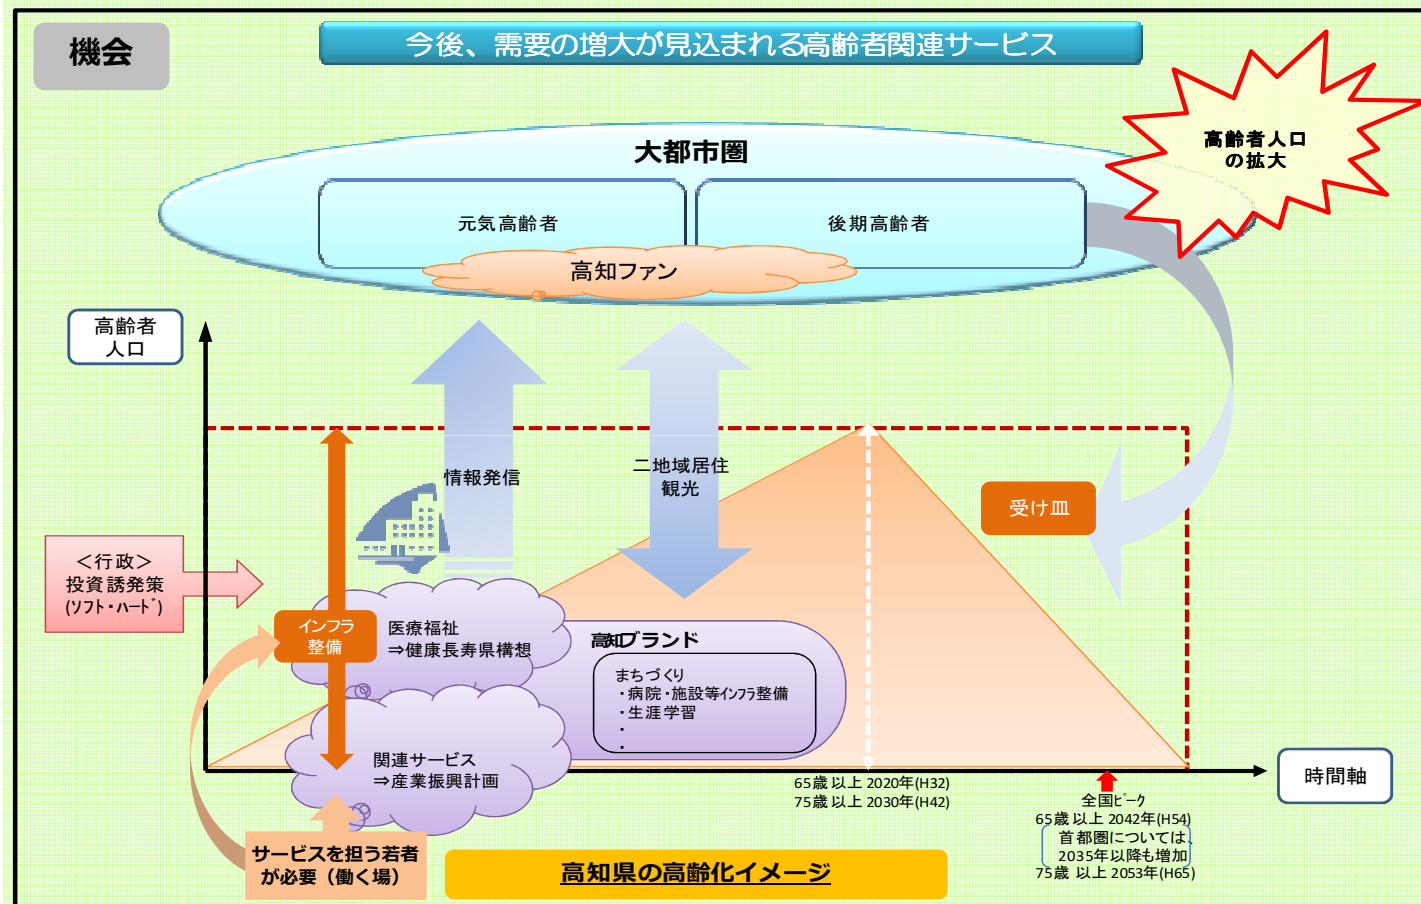 機会
今後、需要の増大が見込まれる高齢者関連サービス
高齢者人口
の拡大
大都市圏
元気高齢者
後期高齢者
高知ファン
高齢者
人口
情報発信
二地域居住
観光
受け皿
＜行政＞
投資誘発策
(ｿﾌﾄ・ﾊｰﾄﾞ)
インフラ
整備
医療福祉
⇒健康長寿県構想
高知ブランド
まちづくり
・病院・施設等ｲﾝﾌﾗ整備
・生涯学習
・
・
関連サービス
⇒産業振興計画
65歳以上 2020年(H32)
75歳以上 2030年(H42)
時間軸
全国ﾋﾟｰｸ
65歳以上 2042年(H54)
首都圏については、
2035年以降も増加
75歳以上 2053年(H65)
サービスを担う若者
が必要（働く場）
高知県の高齢化イメージ